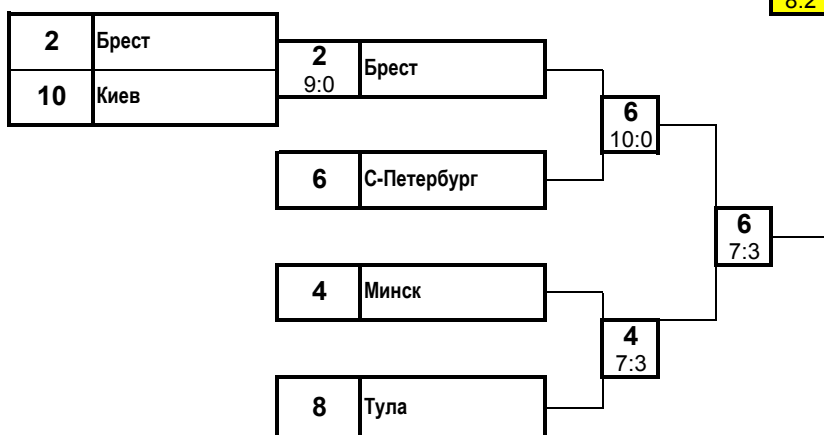 8:2
2 Брест
10 Киев
2
9:0
Брест
6
10:0
6 С-Петербург
6
7:3
4 Минск
4
7:3
8 Тула